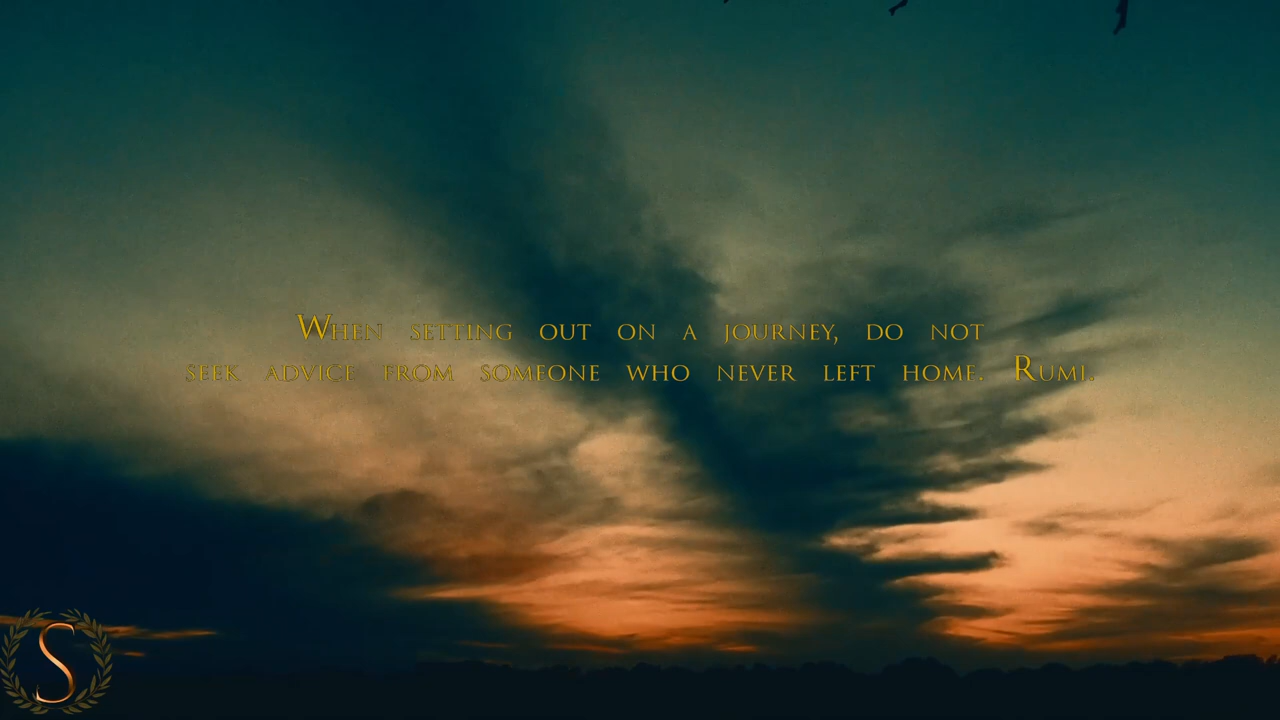 When setting out on a journey, do not
seek advice from someone who never left home. Rumi.
S